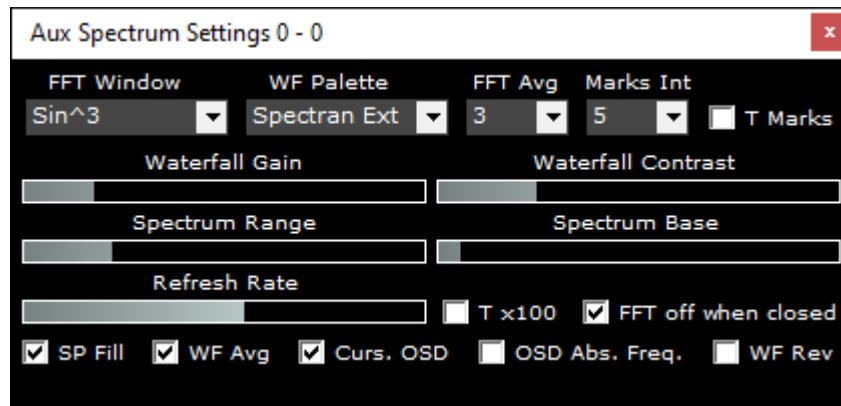 Aux Spectrum Settings 0 - 0 x
FFT Window WF Palette FFT Avg Marks Int
Sin^3 Spectran Ext 3 5 T Marks
Waterfall Gain Waterfall Contrast
Spectrum Range Spectrum Base
Refresh Rate
T x100 FFT off when closed
SP Fill WF Avg Curs. OSD OSD Abs. Freq. WF Rev